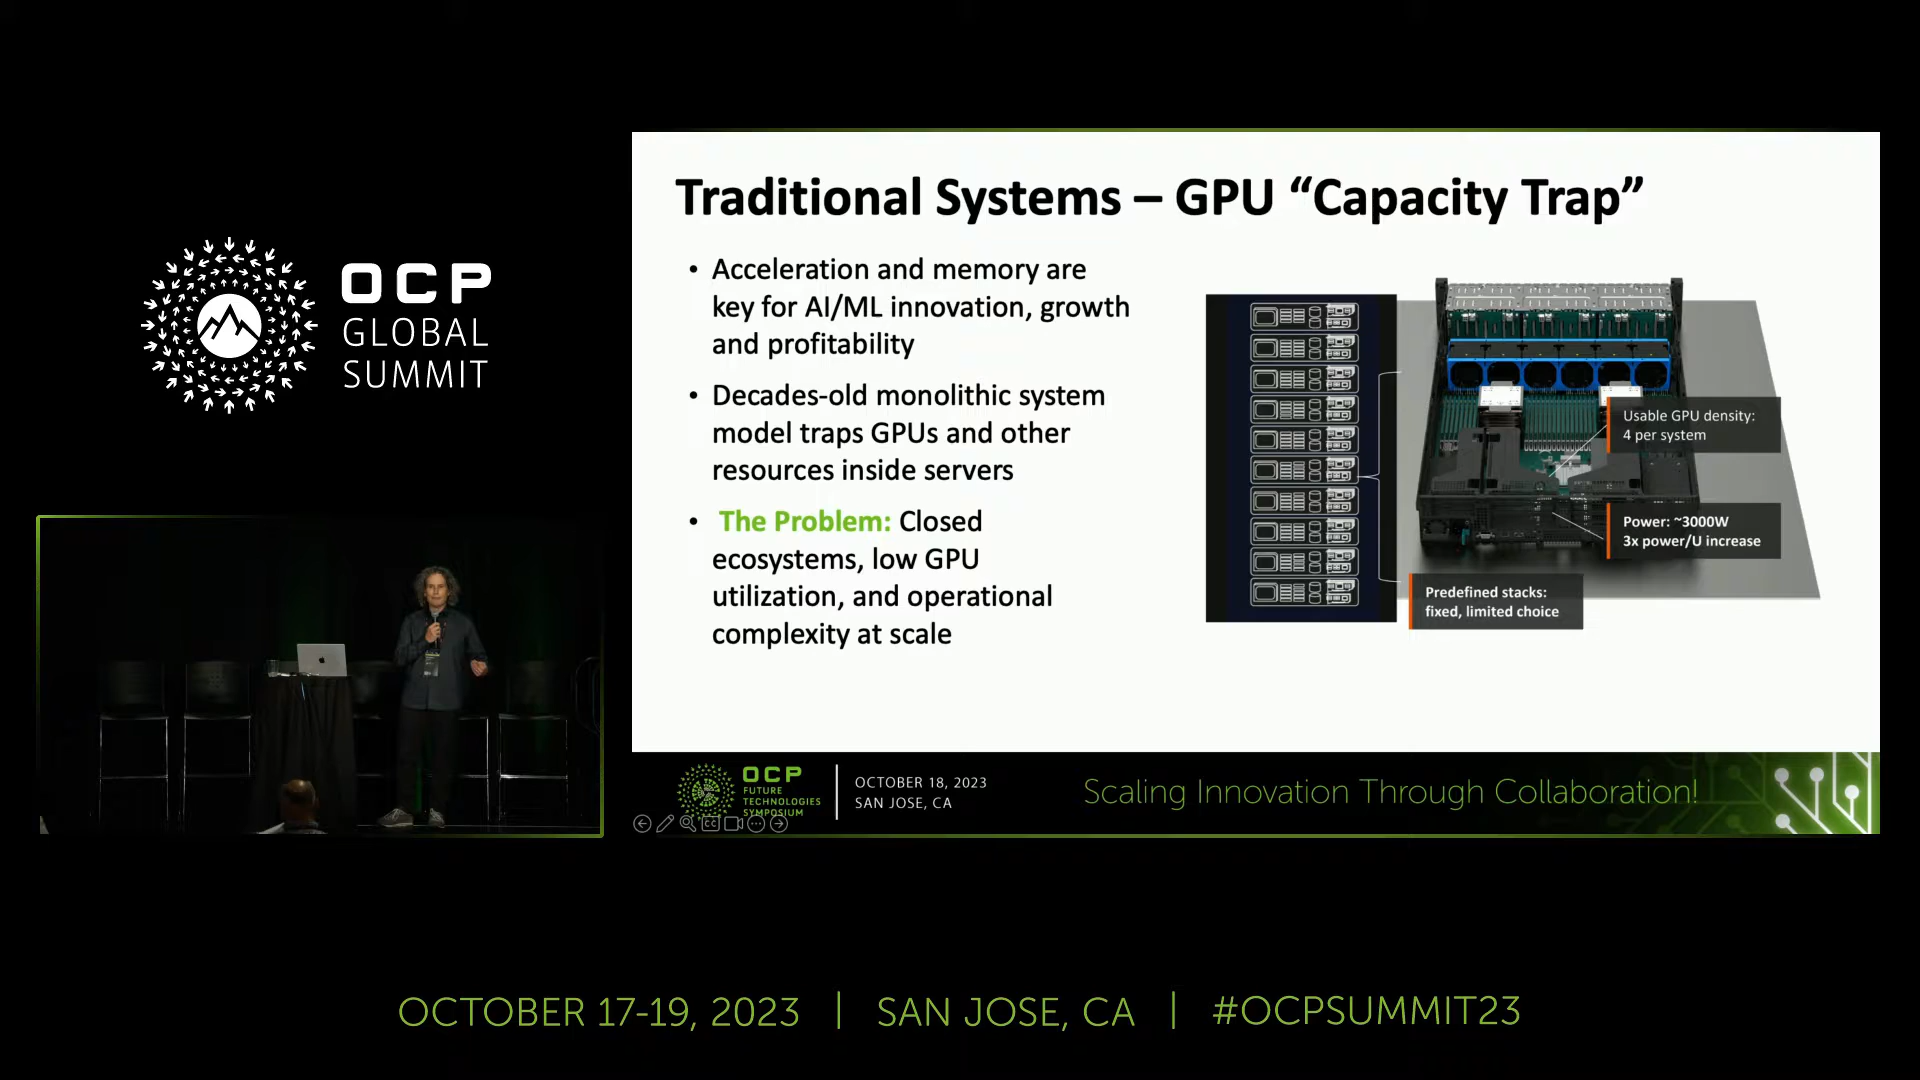 OCP
GLOBAL
SUMMIT
Traditional Systems – GPU “Capacity Trap”
• Acceleration and memory are
key for AI/ML innovation, growth
and profitability
• Decades-old monolithic system
model traps GPUs and other
resources inside servers
• The Problem: Closed
ecosystems, low GPU
utilization, and operational
complexity at scale
Usable GPU density:
4 per system
Power: ~3000W
3x power/U increase
Predefined stacks:
fixed, limited choice
OCP
FUTURE
TECHNOLOGIES
SYMPOSIUM
OCTOBER 18, 2023
SAN JOSE, CA
Scaling Innovation Through Collaboration!
OCTOBER 17-19, 2023 | SAN JOSE, CA | #OCPSUMMIT23